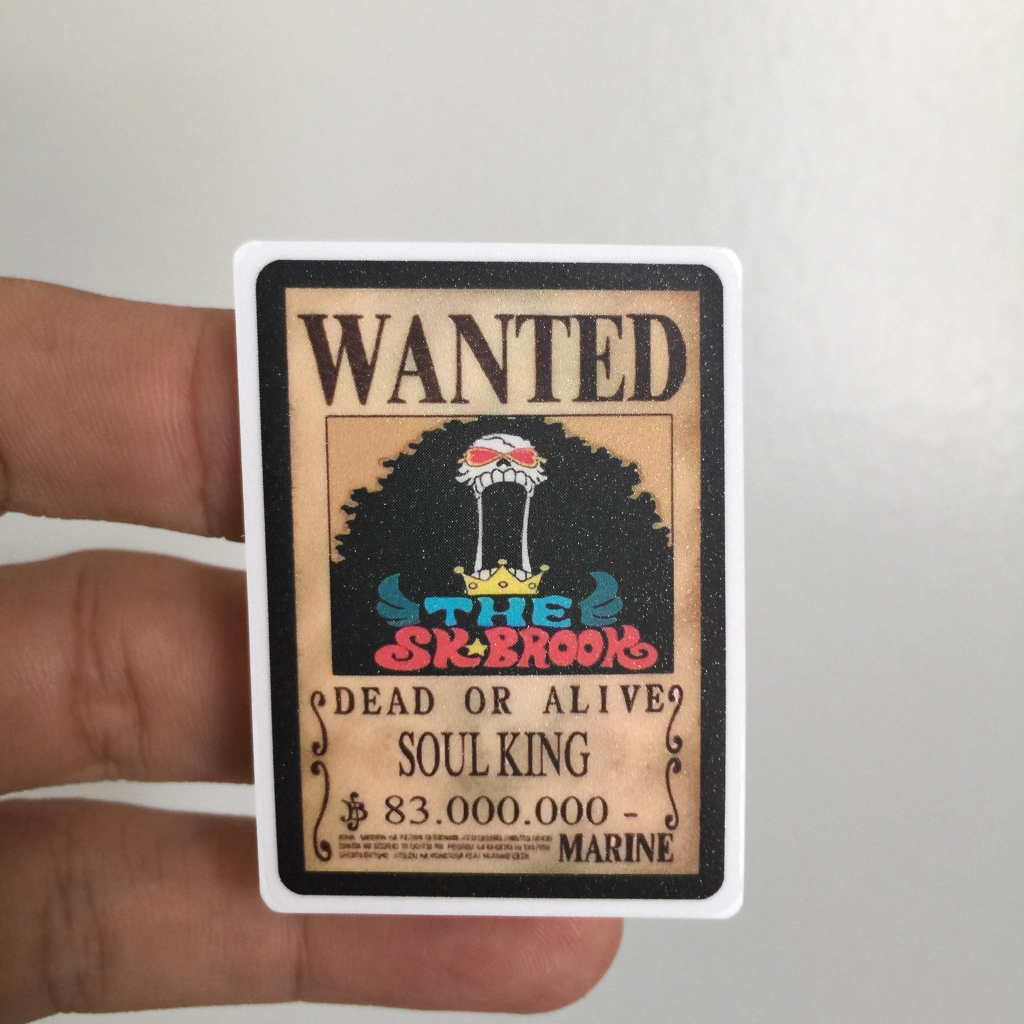 WANTED
THE
SK★BROOK
DEAD OR ALIVE
SOUL KING
83.000.000 -
MARINE